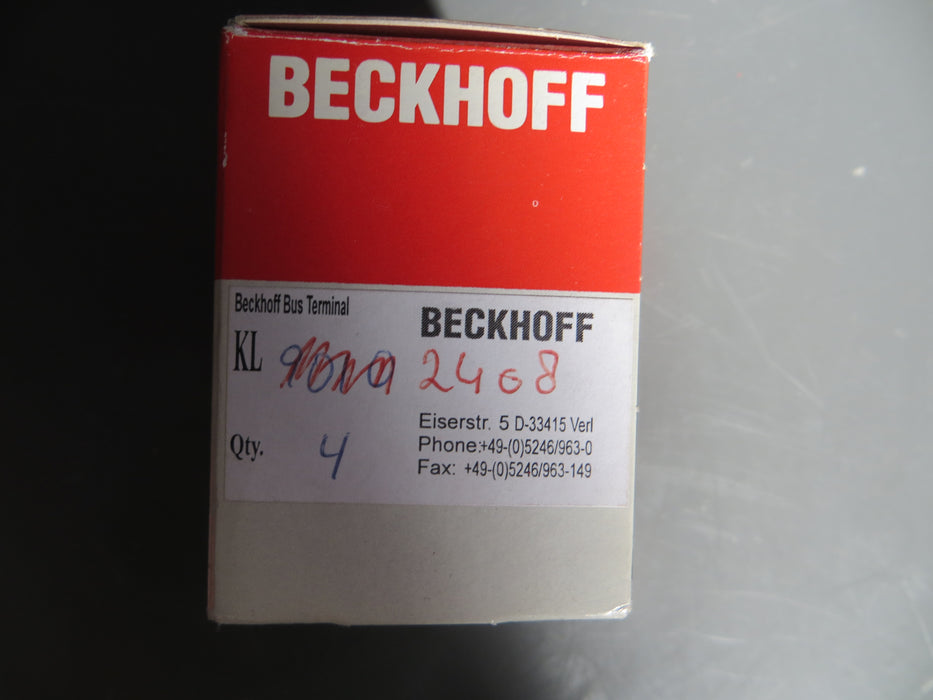 BECKHOFF
Beckhoff Bus Terminal
BECKHOFF
KL 9010 2408
Eiserstr. 5 D-33415 Verl
Qty. 4
Phone:+49-(0)5246/963-0
Fax: +49-(0)5246/963-149